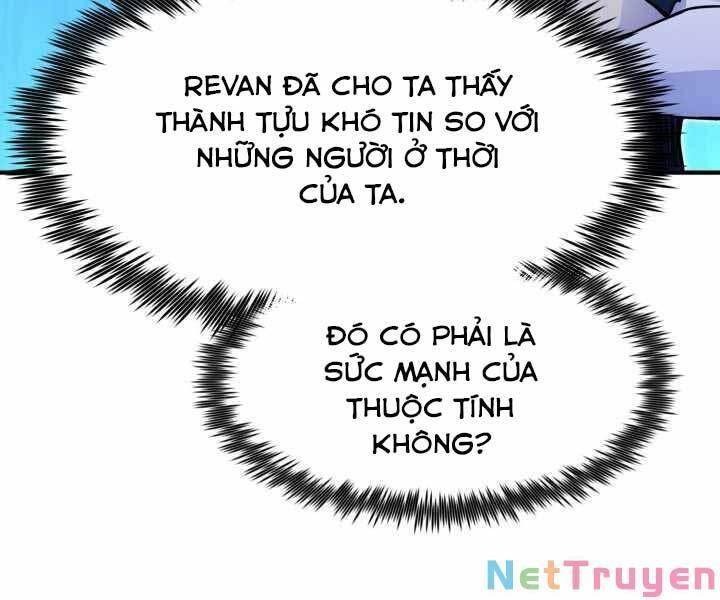 REVAN ĐÃ CHO TA THẤY
THÀNH TỰU KHÓ TIN SO VỚI
NHỮNG NGƯỜI Ở THỜI
CỦA TA.
ĐÓ CÓ PHẢI LÀ
SỨC MẠNH CỦA
THUỘC TÍNH
KHÔNG?
NetTruyen